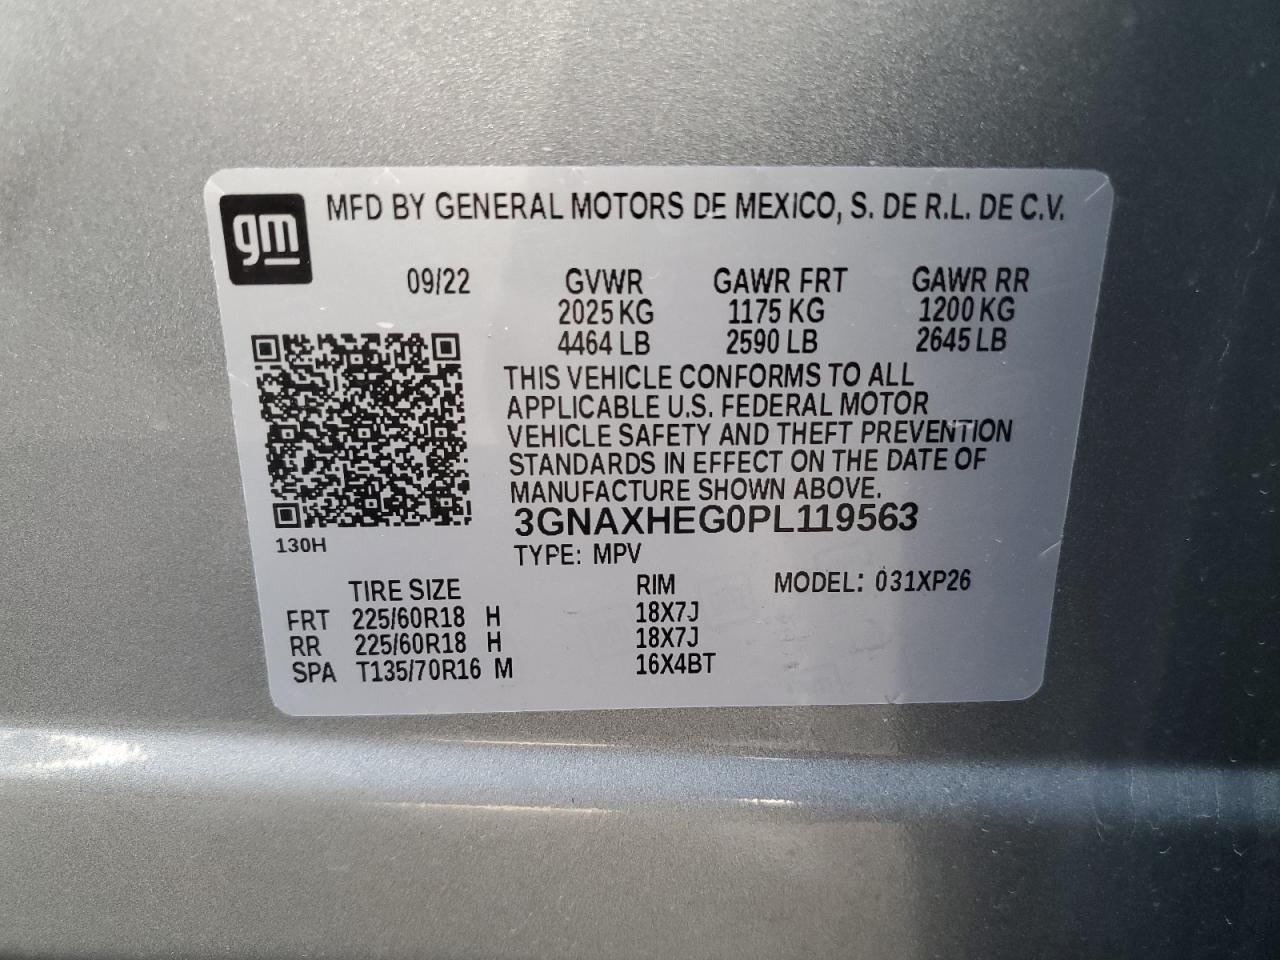 gm
MFD BY GENERAL MOTORS DE MEXICO, S. DE R.L. DE C.V.
09/22 GVWR GAWR FRT GAWR RR
2025 KG 1175 KG 1200 KG
4464 LB 2590 LB 2645 LB
THIS VEHICLE CONFORMS TO ALL
APPLICABLE U.S. FEDERAL MOTOR
VEHICLE SAFETY AND THEFT PREVENTION
STANDARDS IN EFFECT ON THE DATE OF
MANUFACTURE SHOWN ABOVE.
3GNAXHEG0PL119563
130H
TYPE: MPV
TIRE SIZE RIM MODEL: 031XP26
FRT 225/60R18 H 18X7J
RR 225/60R18 H 18X7J
SPA T135/70R16 M 16X4BT